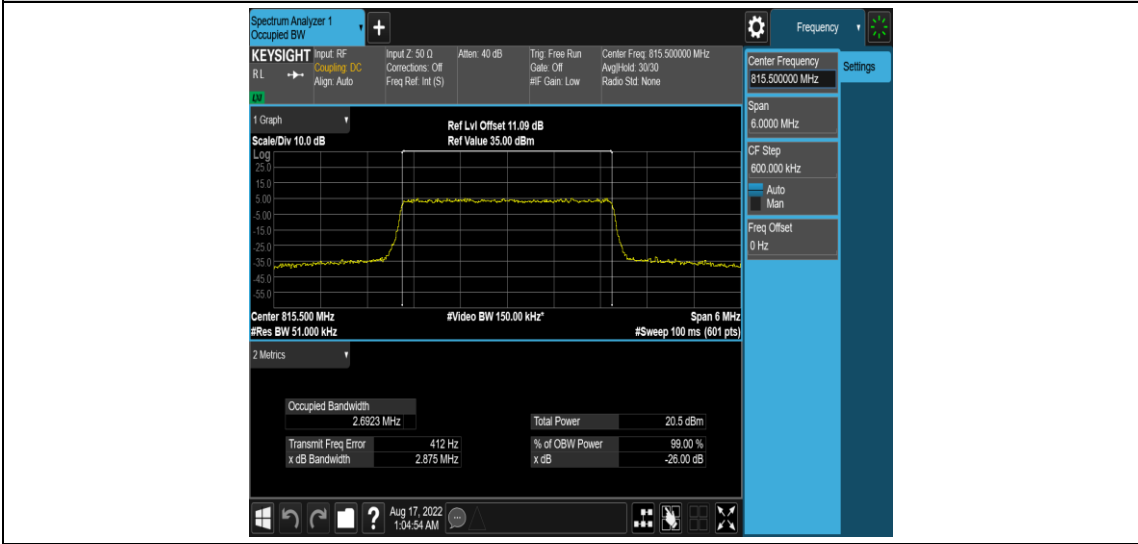 Spectrum Analyzer 1
Occupied BW
+
Frequency
KEYSIGHT
RL
LXI
Input: RF
Coupling: DC
Align: Auto
Input Z: 50 Ω
Corrections: Off
Freq Ref: Int (S)
Atten: 40 dB
Trig: Free Run
Gate: Off
#IF Gain: Low
Center Freq: 815.500000 MHz
Avg|Hold: 30/30
Radio Std: None
Center Frequency
815.500000 MHz
Settings
Span
6.0000 MHz
CF Step
600.000 kHz
Auto
Man
Freq Offset
0 Hz
1 Graph
Scale/Div 10.0 dB
Ref Lvl Offset 11.09 dB
Ref Value 35.00 dBm
Log
25.0
15.0
5.00
-5.00
-15.0
-25.0
-35.0
-45.0
-55.0
Center 815.500 MHz
#Video BW 150.00 kHz*
Span 6 MHz
#Res BW 51.000 kHz
#Sweep 100 ms (601 pts)
2 Metrics
Occupied Bandwidth
2.6923 MHz
Total Power 20.5 dBm
Transmit Freq Error 412 Hz
% of OBW Power 99.00 %
x dB Bandwidth 2.875 MHz
x dB -26.00 dB
?
Aug 17, 2022
1:04:54 AM